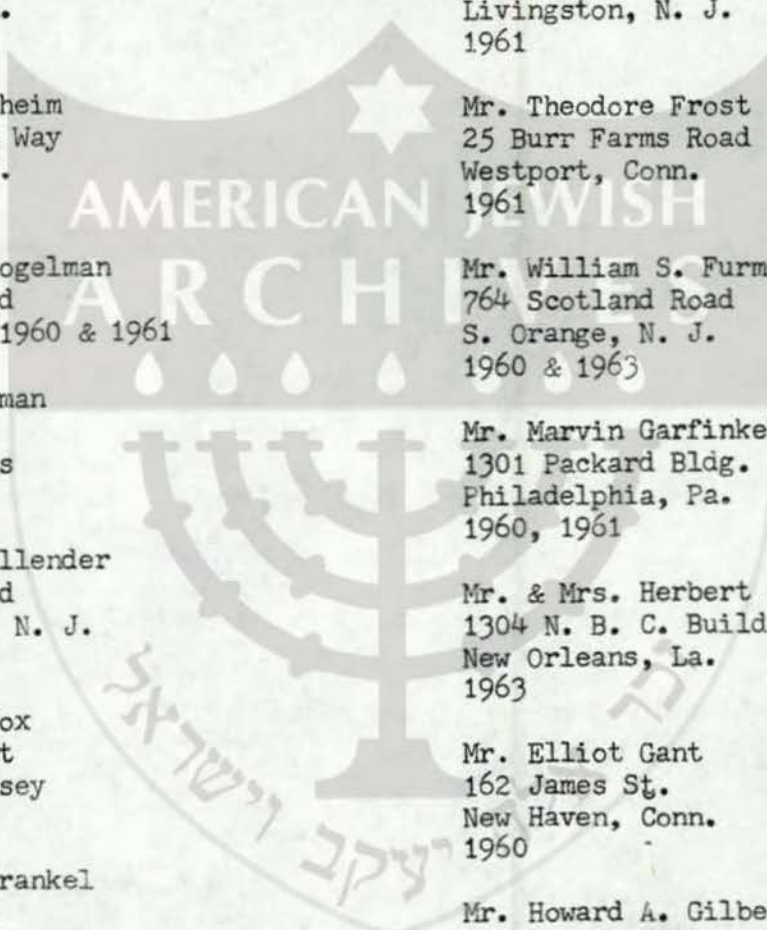 .
heim
Way
.
ogelman
d
1960 & 1961
man
s
llender
d
N. J.
ox
t
sey
rankel
Livingston, N. J.
1961
Mr. Theodore Frost
25 Burr Farms Road
Westport, Conn.
1961
Mr. William S. Furm
764 Scotland Road
S. Orange, N. J.
1960 & 1963
Mr. Marvin Garfinke
1301 Packard Bldg.
Philadelphia, Pa.
1960, 1961
Mr. & Mrs. Herbert
1304 N. B. C. Build
New Orleans, La.
1963
Mr. Elliot Gant
162 James St.
New Haven, Conn.
1960
Mr. Howard A. Gilbe
AMERICAN JEWISH
ARCHIVES
יעקב וישראל